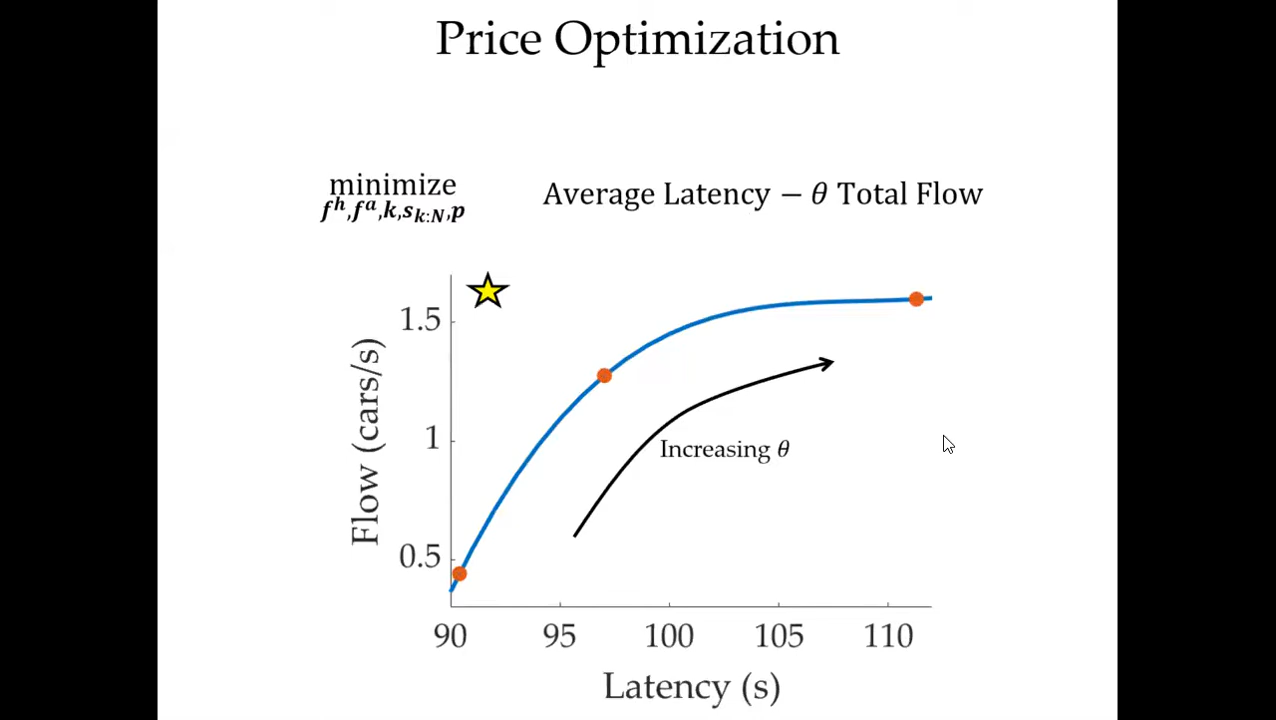 Price Optimization
minimize Average Latency − θ Total Flow
f^h,f^a,k,s_{k:N},p
1.5
1
0.5
Flow (cars/s)
Increasing θ
90 95 100 105 110
Latency (s)